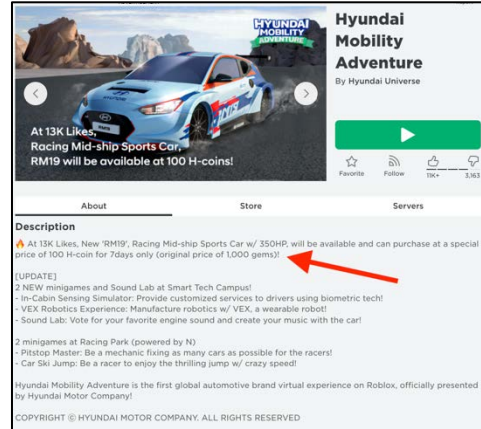 HYUNDAI
MOBILITY
ADVENTURE
At 13K Likes,
Racing Mid-ship Sports Car,
RM19 will be available at 100 H-coins!
Hyundai
Mobility
Adventure
By Hyundai Universe
Favorite Follow 11K+ 3,163
About Store Servers
Description
🔥 At 13K Likes, New 'RM19', Racing Mid-ship Sports Car w/ 350HP, will be available and can purchase at a special
price of 100 H-coin for 7days only (original price of 1,000 gems)!
[UPDATE]
2 NEW minigames and Sound Lab at Smart Tech Campus!
- In-Cabin Sensing Simulator: Provide customized services to drivers using biometric tech!
- VEX Robotics Experience: Manufacture robotics w/ VEX, a wearable robot!
- Sound Lab: Vote for your favorite engine sound and create your music with the car!
2 minigames at Racing Park (powered by N)
- Pitstop Master: Be a mechanic fixing as many cars as possible for the racers!
- Car Ski Jump: Be a racer to enjoy the thrilling jump w/ crazy speed!
Hyundai Mobility Adventure is the first global automotive brand virtual experience on Roblox, officially presented
by Hyundai Motor Company!
COPYRIGHT © HYUNDAI MOTOR COMPANY. ALL RIGHTS RESERVED